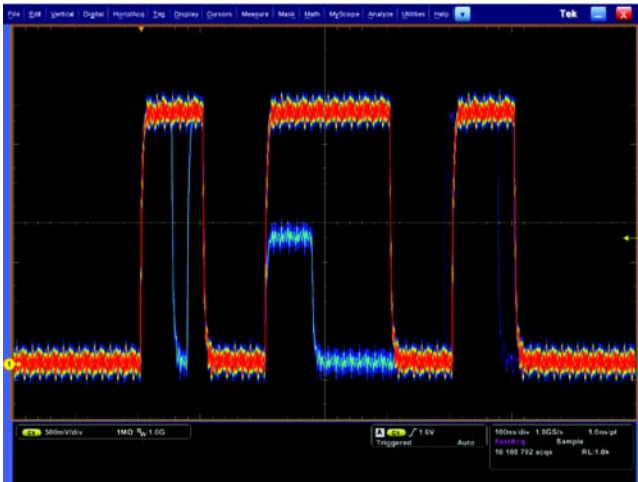 File Edit Vertical Digital Horiz/Acq Trig Display Cursors Measure Mask Math MyScope Analyze Utilities Help Tek X
1
C1 500mV/div 1MΩ BW:1.0G
A C1 / 1.6V
Triggered Auto
100ns/div 1.0GS/s 1.0ns/pt
FastAcq Sample
10 188 792 acqs RL:1.0k